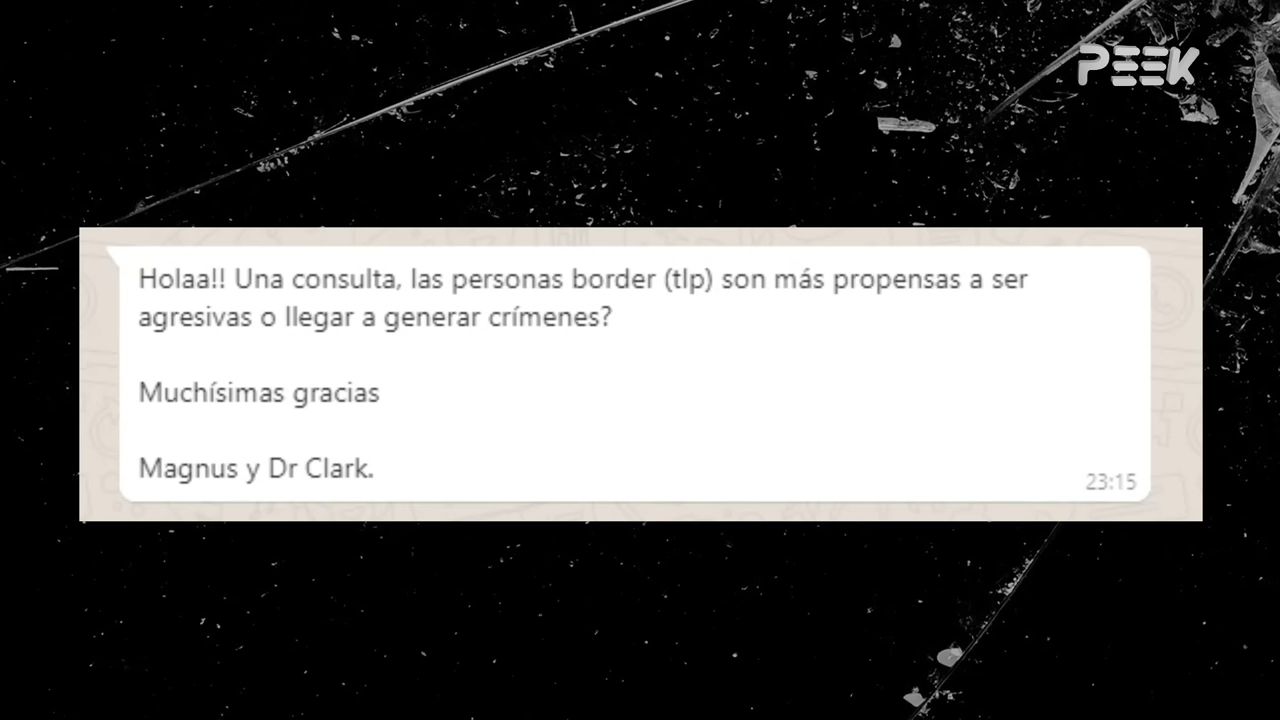 PEEK
Holaa!! Una consulta, las personas border (tlp) son más propensas a ser
agresivas o llegar a generar crímenes?
Muchísimas gracias
Magnus y Dr Clark.
23:15